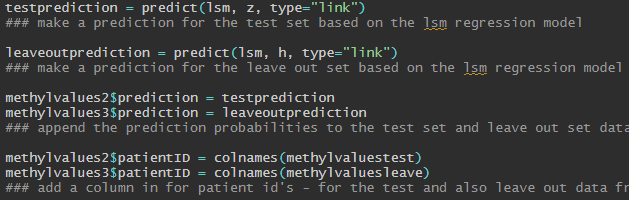 testprediction = predict(lsm, z, type="link")
### make a prediction for the test set based on the lsm regression model
leaveoutprediction = predict(lsm, h, type="link")
### make a prediction for the leave out set based on the lsm regression model
methylvalues2$prediction = testprediction
methylvalues3$prediction = leaveoutprediction
### append the prediction probabilities to the test set and leave out set data
methylvalues2$patientID = colnames(methylvaluestest)
methylvalues3$patientID = colnames(methylvaluesleave)
### add a column in for patient id's - for the test and also leave out data fr